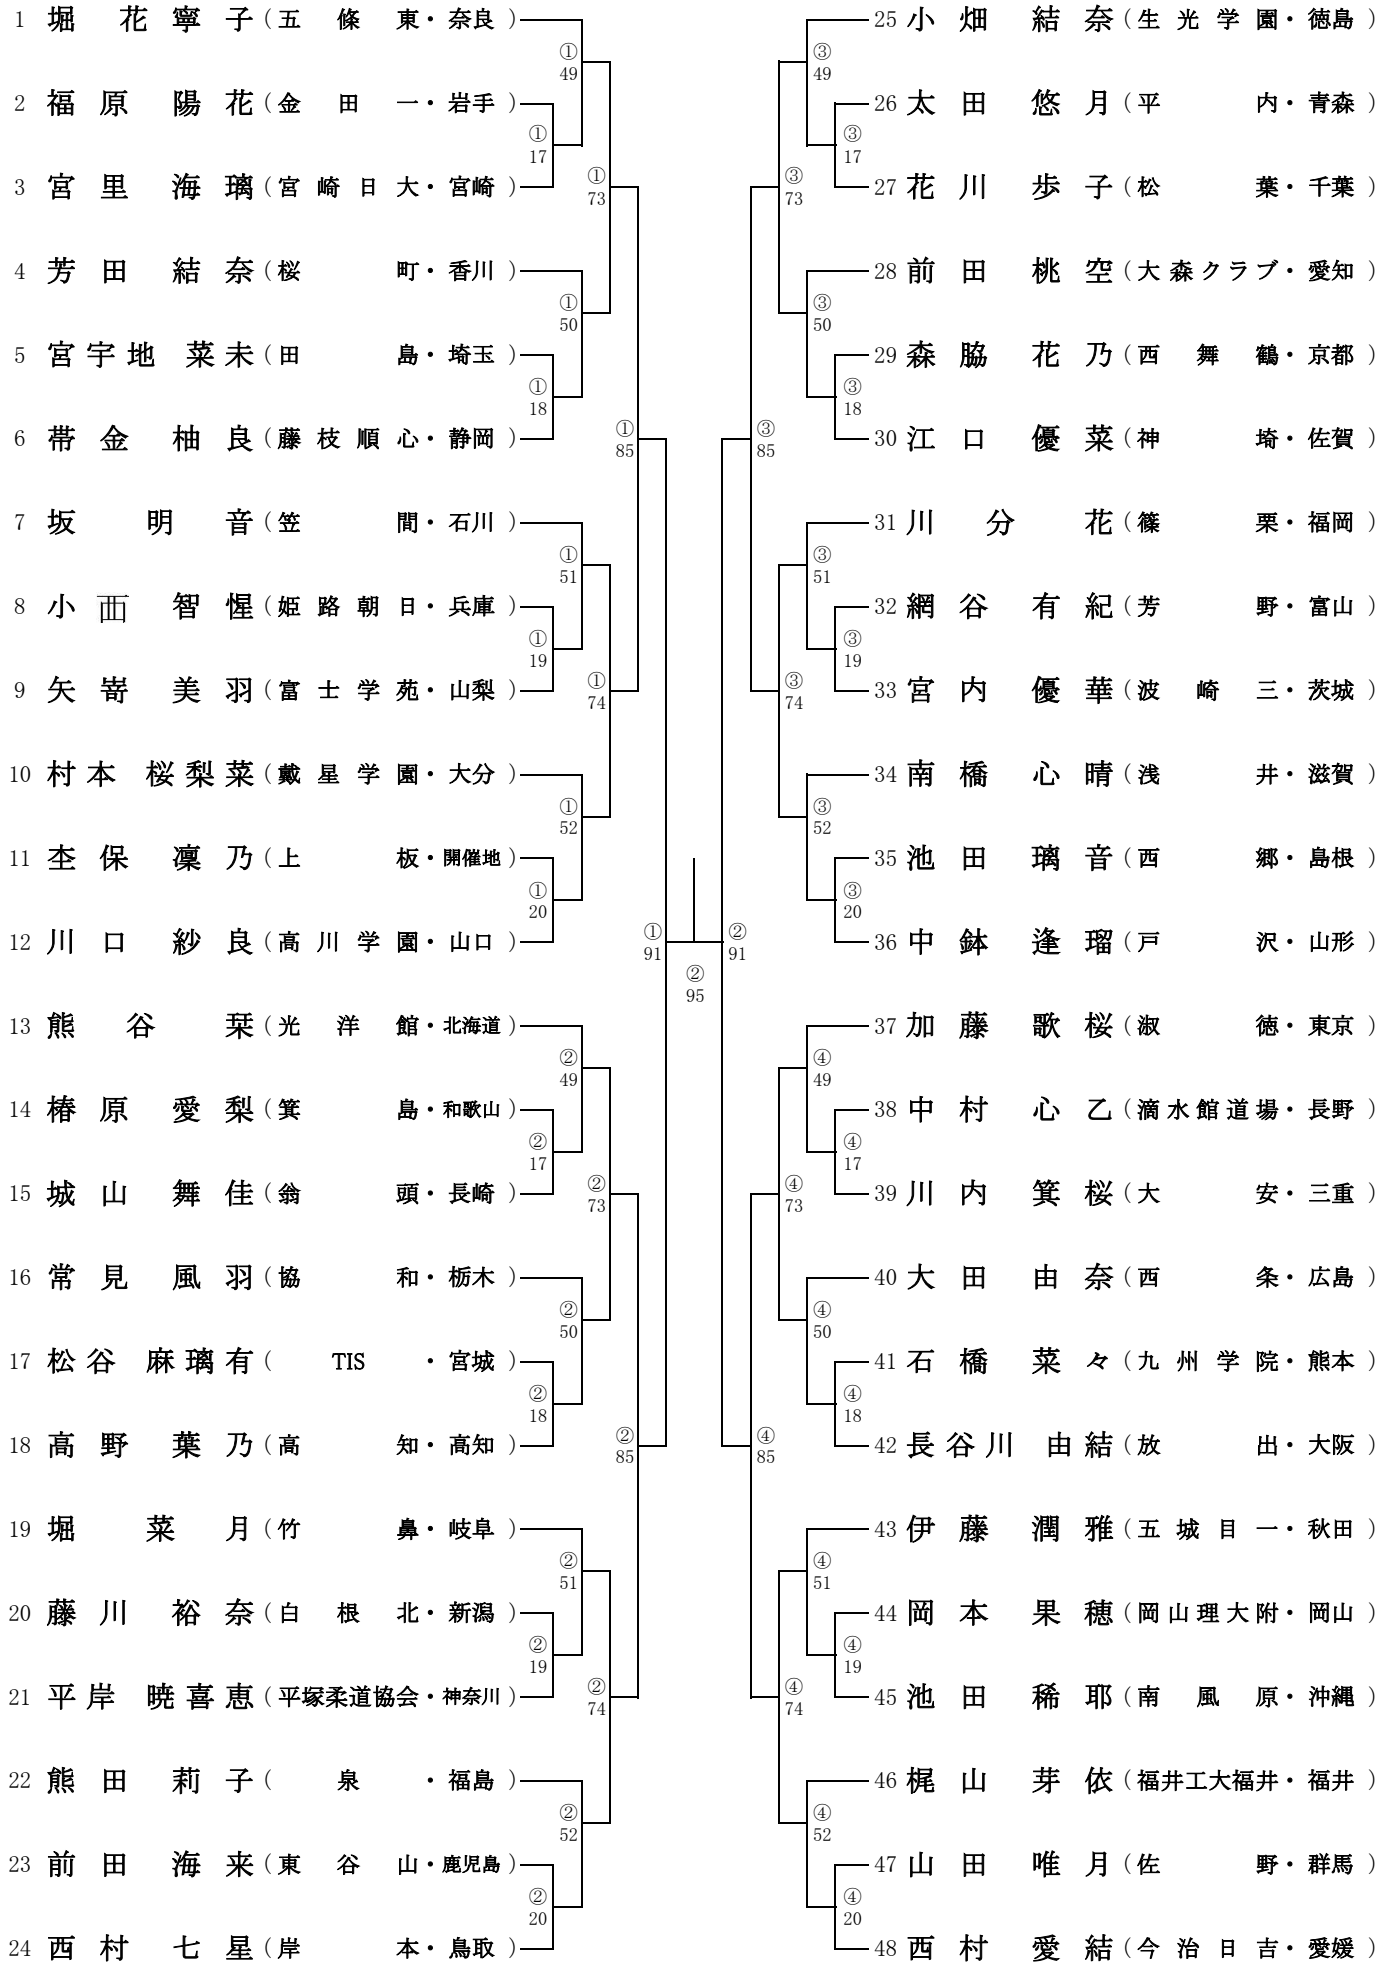 1 堀 花寧子 (五條東・奈良)
2 福原 陽花 (金田一・岩手)
3 宮里 海璃 (宮崎日大・宮崎)
4 芳田 結奈 (桜町・香川)
5 宮宇地 菜未 (田島・埼玉)
6 帯金 柚良 (藤枝順心・静岡)
7 坂 明音 (笠間・石川)
8 小𠀋 智惺 (姫路朝日・兵庫)
9 矢嵜 美羽 (富士学苑・山梨)
10 村本 桜梨菜 (戴星学園・大分)
11 杢保 凜乃 (上板・開催地)
12 川口 紗良 (高川学園・山口)
13 熊谷 栞 (光洋館・北海道)
14 椿原 愛梨 (箕島・和歌山)
15 城山 舞佳 (翁頭・長崎)
16 常見 風羽 (協和・栃木)
17 松谷 麻璃有 (TIS・宮城)
18 高野 葉乃 (高知・高知)
19 堀 菜月 (竹鼻・岐阜)
20 藤川 裕奈 (白根北・新潟)
21 平岸 暁喜恵 (平塚柔道協会・神奈川)
22 熊田 莉子 (泉・福島)
23 前田 海来 (東谷山・鹿児島)
24 西村 七星 (岸本・鳥取)
① 49
① 17
① 73
① 50
① 18
① 85
① 51
① 19
① 74
① 52
① 20
① 91
② 49
② 17
② 73
② 50
② 18
② 85
② 51
② 19
② 74
② 52
② 20
② 95
② 91
③ 49
③ 17
③ 73
③ 50
③ 18
③ 85
③ 51
③ 19
③ 74
③ 52
③ 20
④ 49
④ 17
④ 73
④ 50
④ 18
④ 85
④ 51
④ 19
④ 74
④ 52
④ 20
25 小畑 結奈 (生光学園・徳島)
26 太田 悠月 (平内・青森)
27 花川 歩子 (松葉・千葉)
28 前田 桃空 (大森クラブ・愛知)
29 森脇 花乃 (西舞鶴・京都)
30 江口 優菜 (神埼・佐賀)
31 川分 花 (篠栗・福岡)
32 網谷 有紀 (芳野・富山)
33 宮内 優華 (波崎三・茨城)
34 南橋 心晴 (浅井・滋賀)
35 池田 璃音 (西郷・島根)
36 中鉢 逢瑠 (戸沢・山形)
37 加藤 歌桜 (淑徳・東京)
38 中村 心乙 (滴水館道場・長野)
39 川内 箕桜 (大安・三重)
40 大田 由奈 (西条・広島)
41 石橋 菜々 (九州学院・熊本)
42 長谷川 由結 (放出・大阪)
43 伊藤 潤雅 (五城目一・秋田)
44 岡本 果穂 (岡山理大附・岡山)
45 池田 稀耶 (南風原・沖縄)
46 梶山 芽依 (福井工大福井・福井)
47 山田 唯月 (佐野・群馬)
48 西村 愛結 (今治日吉・愛媛)